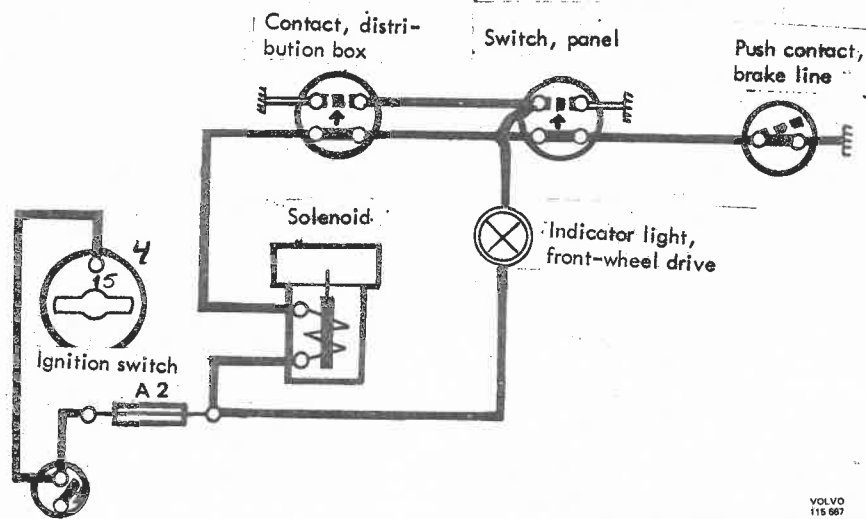 Contact, distri-
bution box
Switch, panel
Push contact,
brake line
Solenoid
Indicator light,
front-wheel drive
4
15
Ignition switch
A2
VOLVO
115 667